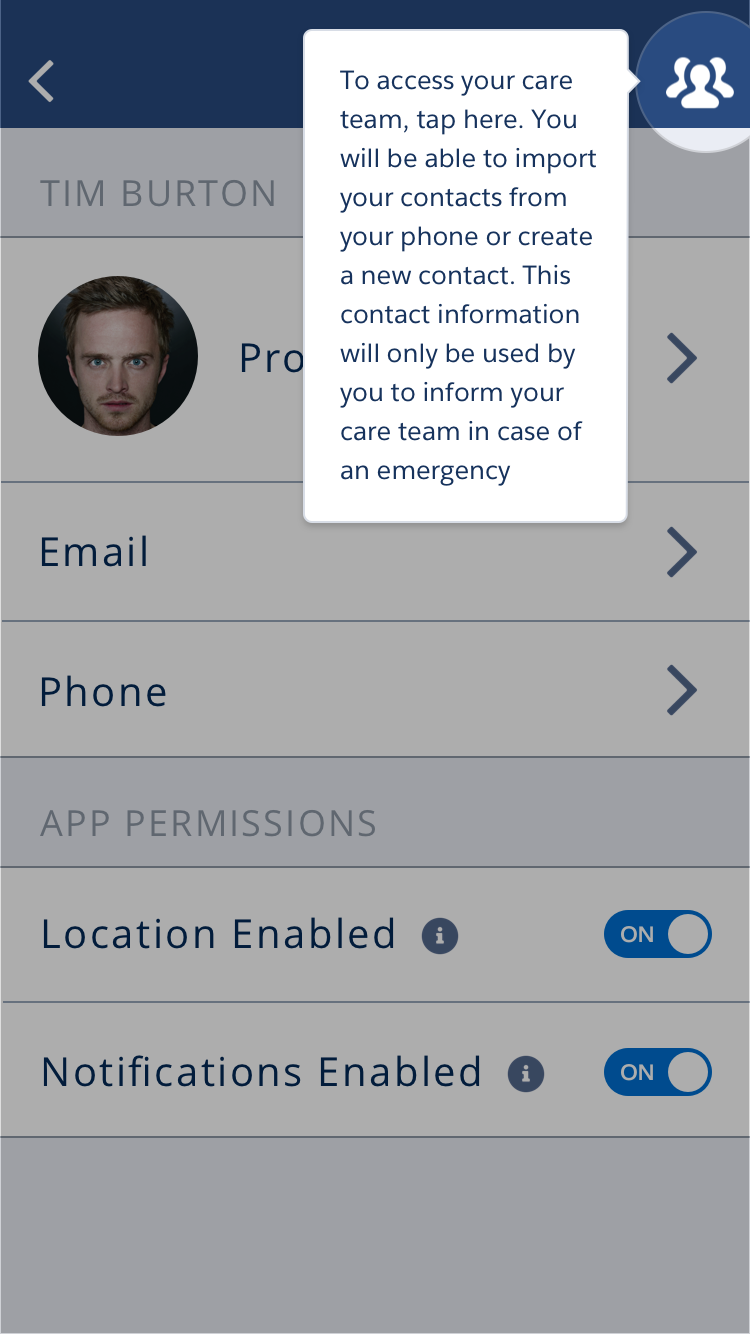 To access your care
team, tap here. You
will be able to import
your contacts from
your phone or create
a new contact. This
contact information
will only be used by
you to inform your
care team in case of
an emergency
TIM BURTON
Pro
Email
Phone
APP PERMISSIONS
Location Enabled
ON
Notifications Enabled
ON